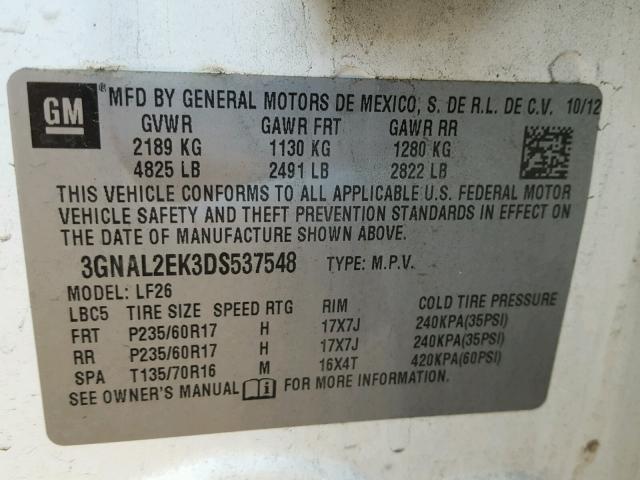 GM ® MFD BY GENERAL MOTORS DE MEXICO, S. DE R.L. DE C.V. 10/12
GVWR GAWR FRT GAWR RR
2189 KG 1130 KG 1280 KG
4825 LB 2491 LB 2822 LB
THIS VEHICLE CONFORMS TO ALL APPLICABLE U.S. FEDERAL MOTOR
VEHICLE SAFETY AND THEFT PREVENTION STANDARDS IN EFFECT ON
THE DATE OF MANUFACTURE SHOWN ABOVE.
3GNAL2EK3DS537548 TYPE: M.P.V.
MODEL: LF26
LBC5 TIRE SIZE SPEED RTG RIM COLD TIRE PRESSURE
FRT P235/60R17 H 17X7J 240KPA(35PSI)
RR P235/60R17 H 17X7J 240KPA(35PSI)
SPA T135/70R16 M 16X4T 420KPA(60PSI)
SEE OWNER'S MANUAL FOR MORE INFORMATION.